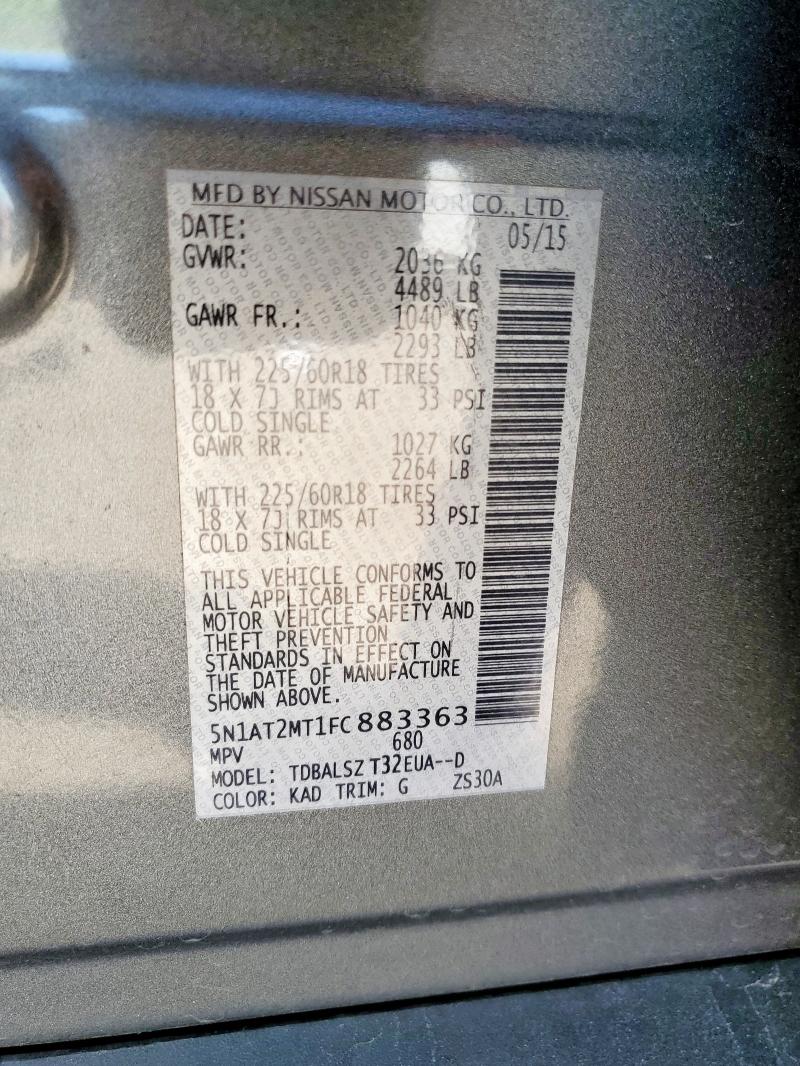 MFD BY NISSAN MOTOR CO., LTD.
DATE: 05/15
GVWR: 2036 KG
4489 LB
GAWR FR.: 1040 KG
2293 LB
WITH 225/60R18 TIRES
18 X 7J RIMS AT 33 PSI
COLD SINGLE
GAWR RR.: 1027 KG
2264 LB
WITH 225/60R18 TIRES
18 X 7J RIMS AT 33 PSI
COLD SINGLE
THIS VEHICLE CONFORMS TO
ALL APPLICABLE FEDERAL
MOTOR VEHICLE SAFETY AND
THEFT PREVENTION
STANDARDS IN EFFECT ON
THE DATE OF MANUFACTURE
SHOWN ABOVE.
5N1AT2MT1FC883363
MPV 680
MODEL: TDBALSZ T32EUA--D
COLOR: KAD TRIM: G ZS30A